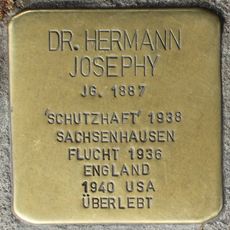 DR. HERMANN
JOSEPHY
JG. 1887
'SCHUTZHAFT' 1938
SACHSENHAUSEN
FLUCHT 1936
ENGLAND
1940 USA
ÜBERLEBT